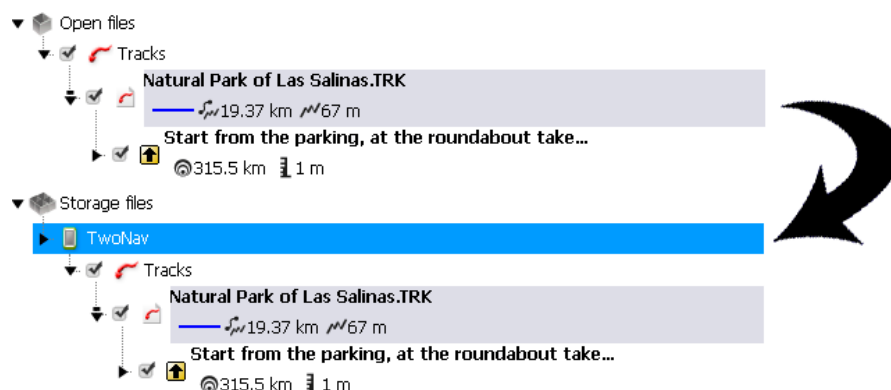 Open files
Tracks
Natural Park of Las Salinas.TRK
19.37 km 67 m
Start from the parking, at the roundabout take...
315.5 km 1 m
Storage files
TwoNav
Tracks
Natural Park of Las Salinas.TRK
19.37 km 67 m
Start from the parking, at the roundabout take...
315.5 km 1 m